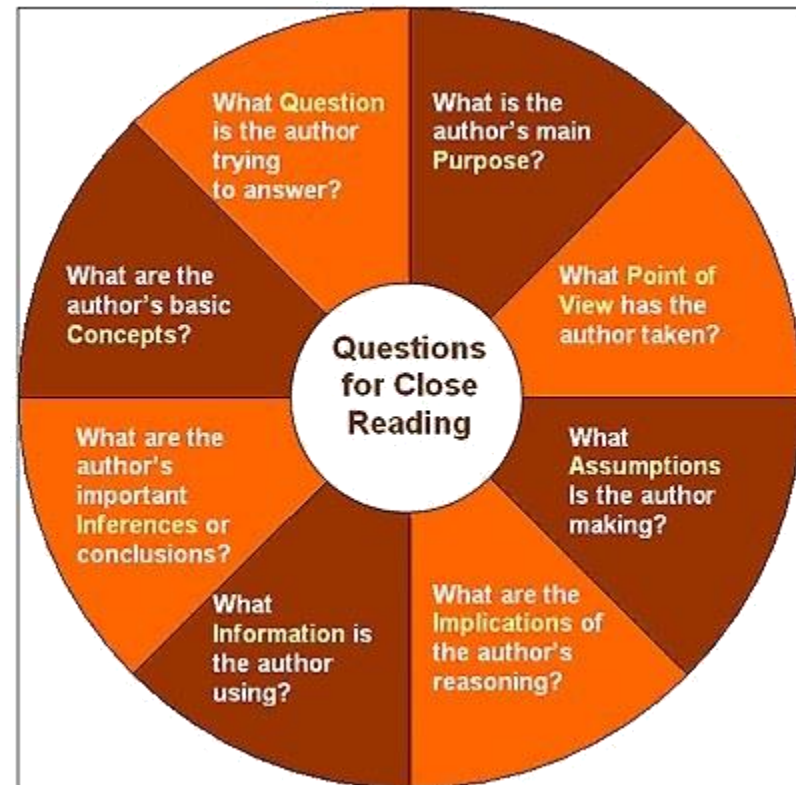 Questions
for Close
Reading
What is the
author's main
Purpose?
What Point of
View has the
author taken?
What
Assumptions
Is the author
making?
What are the
Implications of
the author's
reasoning?
What
Information is
the author
using?
What are the
author's
important
Inferences or
conclusions?
What are the
author's basic
Concepts?
What Question
is the author
trying
to answer?